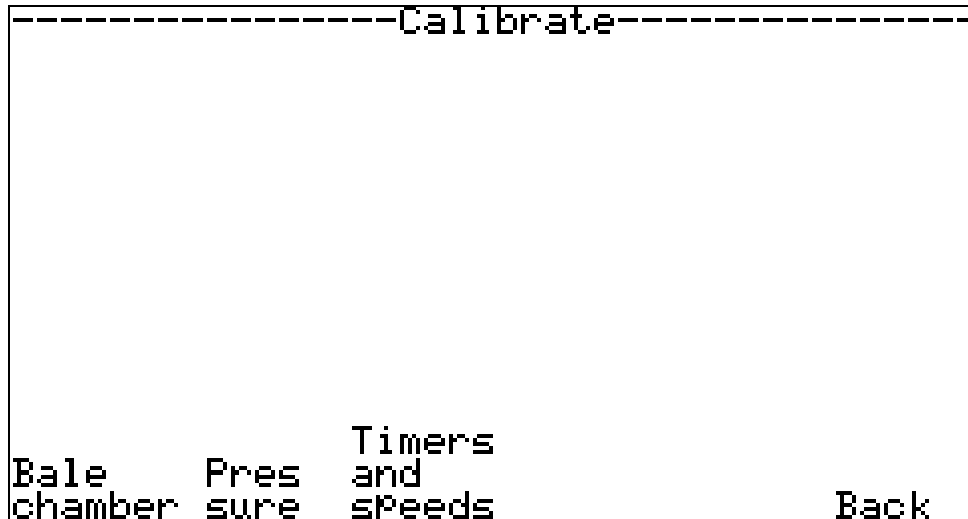 ----------------Calibrate---------------
Timers
Bale Pres and
chamber sure speeds Back